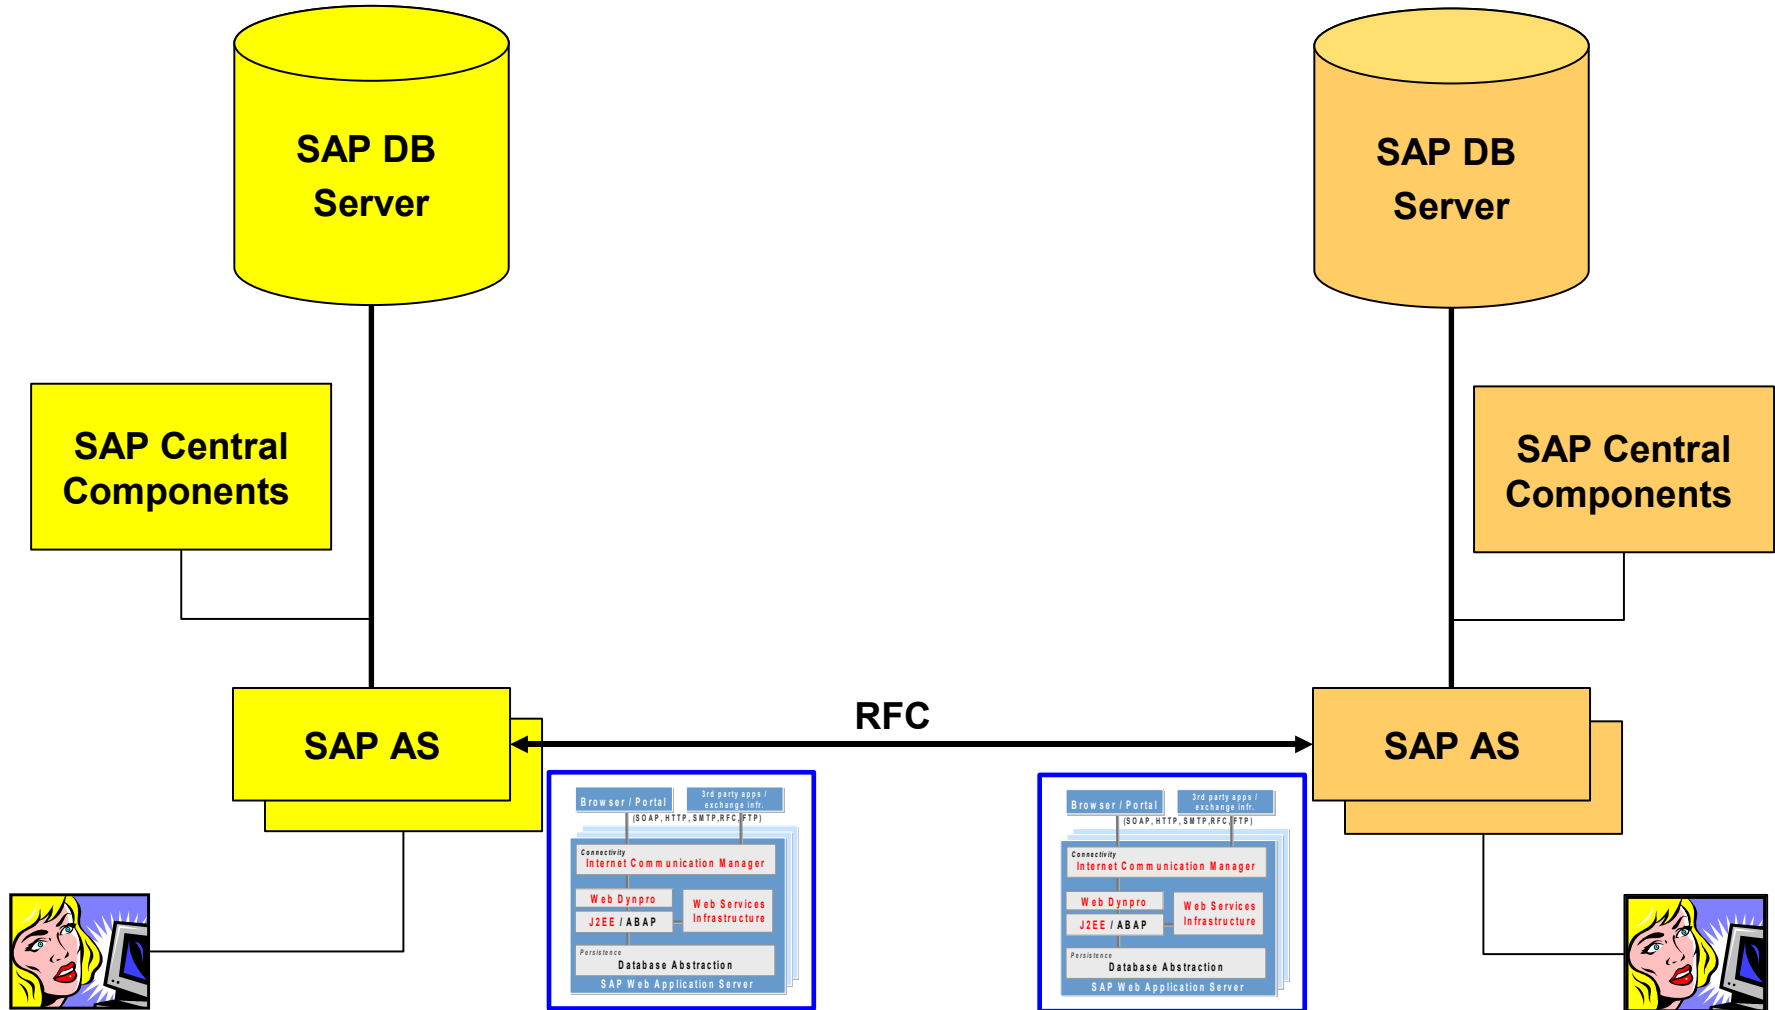 SAP DB
Server
SAP DB
Server
SAP Central
Components
SAP Central
Components
SAP AS
RFC
SAP AS
Browser / Portal
3rd party apps /
exchange infr.
(SOAP, HTTP, SMTP,RFC,FTP)
Connectivity
Internet Communication Manager
Web Dynpro
J2EE / ABAP
Web Services
Infrastructure
Persistence
Database Abstraction
SAP Web Application Server
Browser / Portal
3rd party apps /
exchange infr.
(SOAP, HTTP, SMTP,RFC,FTP)
Connectivity
Internet Communication Manager
Web Dynpro
J2EE / ABAP
Web Services
Infrastructure
Persistence
Database Abstraction
SAP Web Application Server